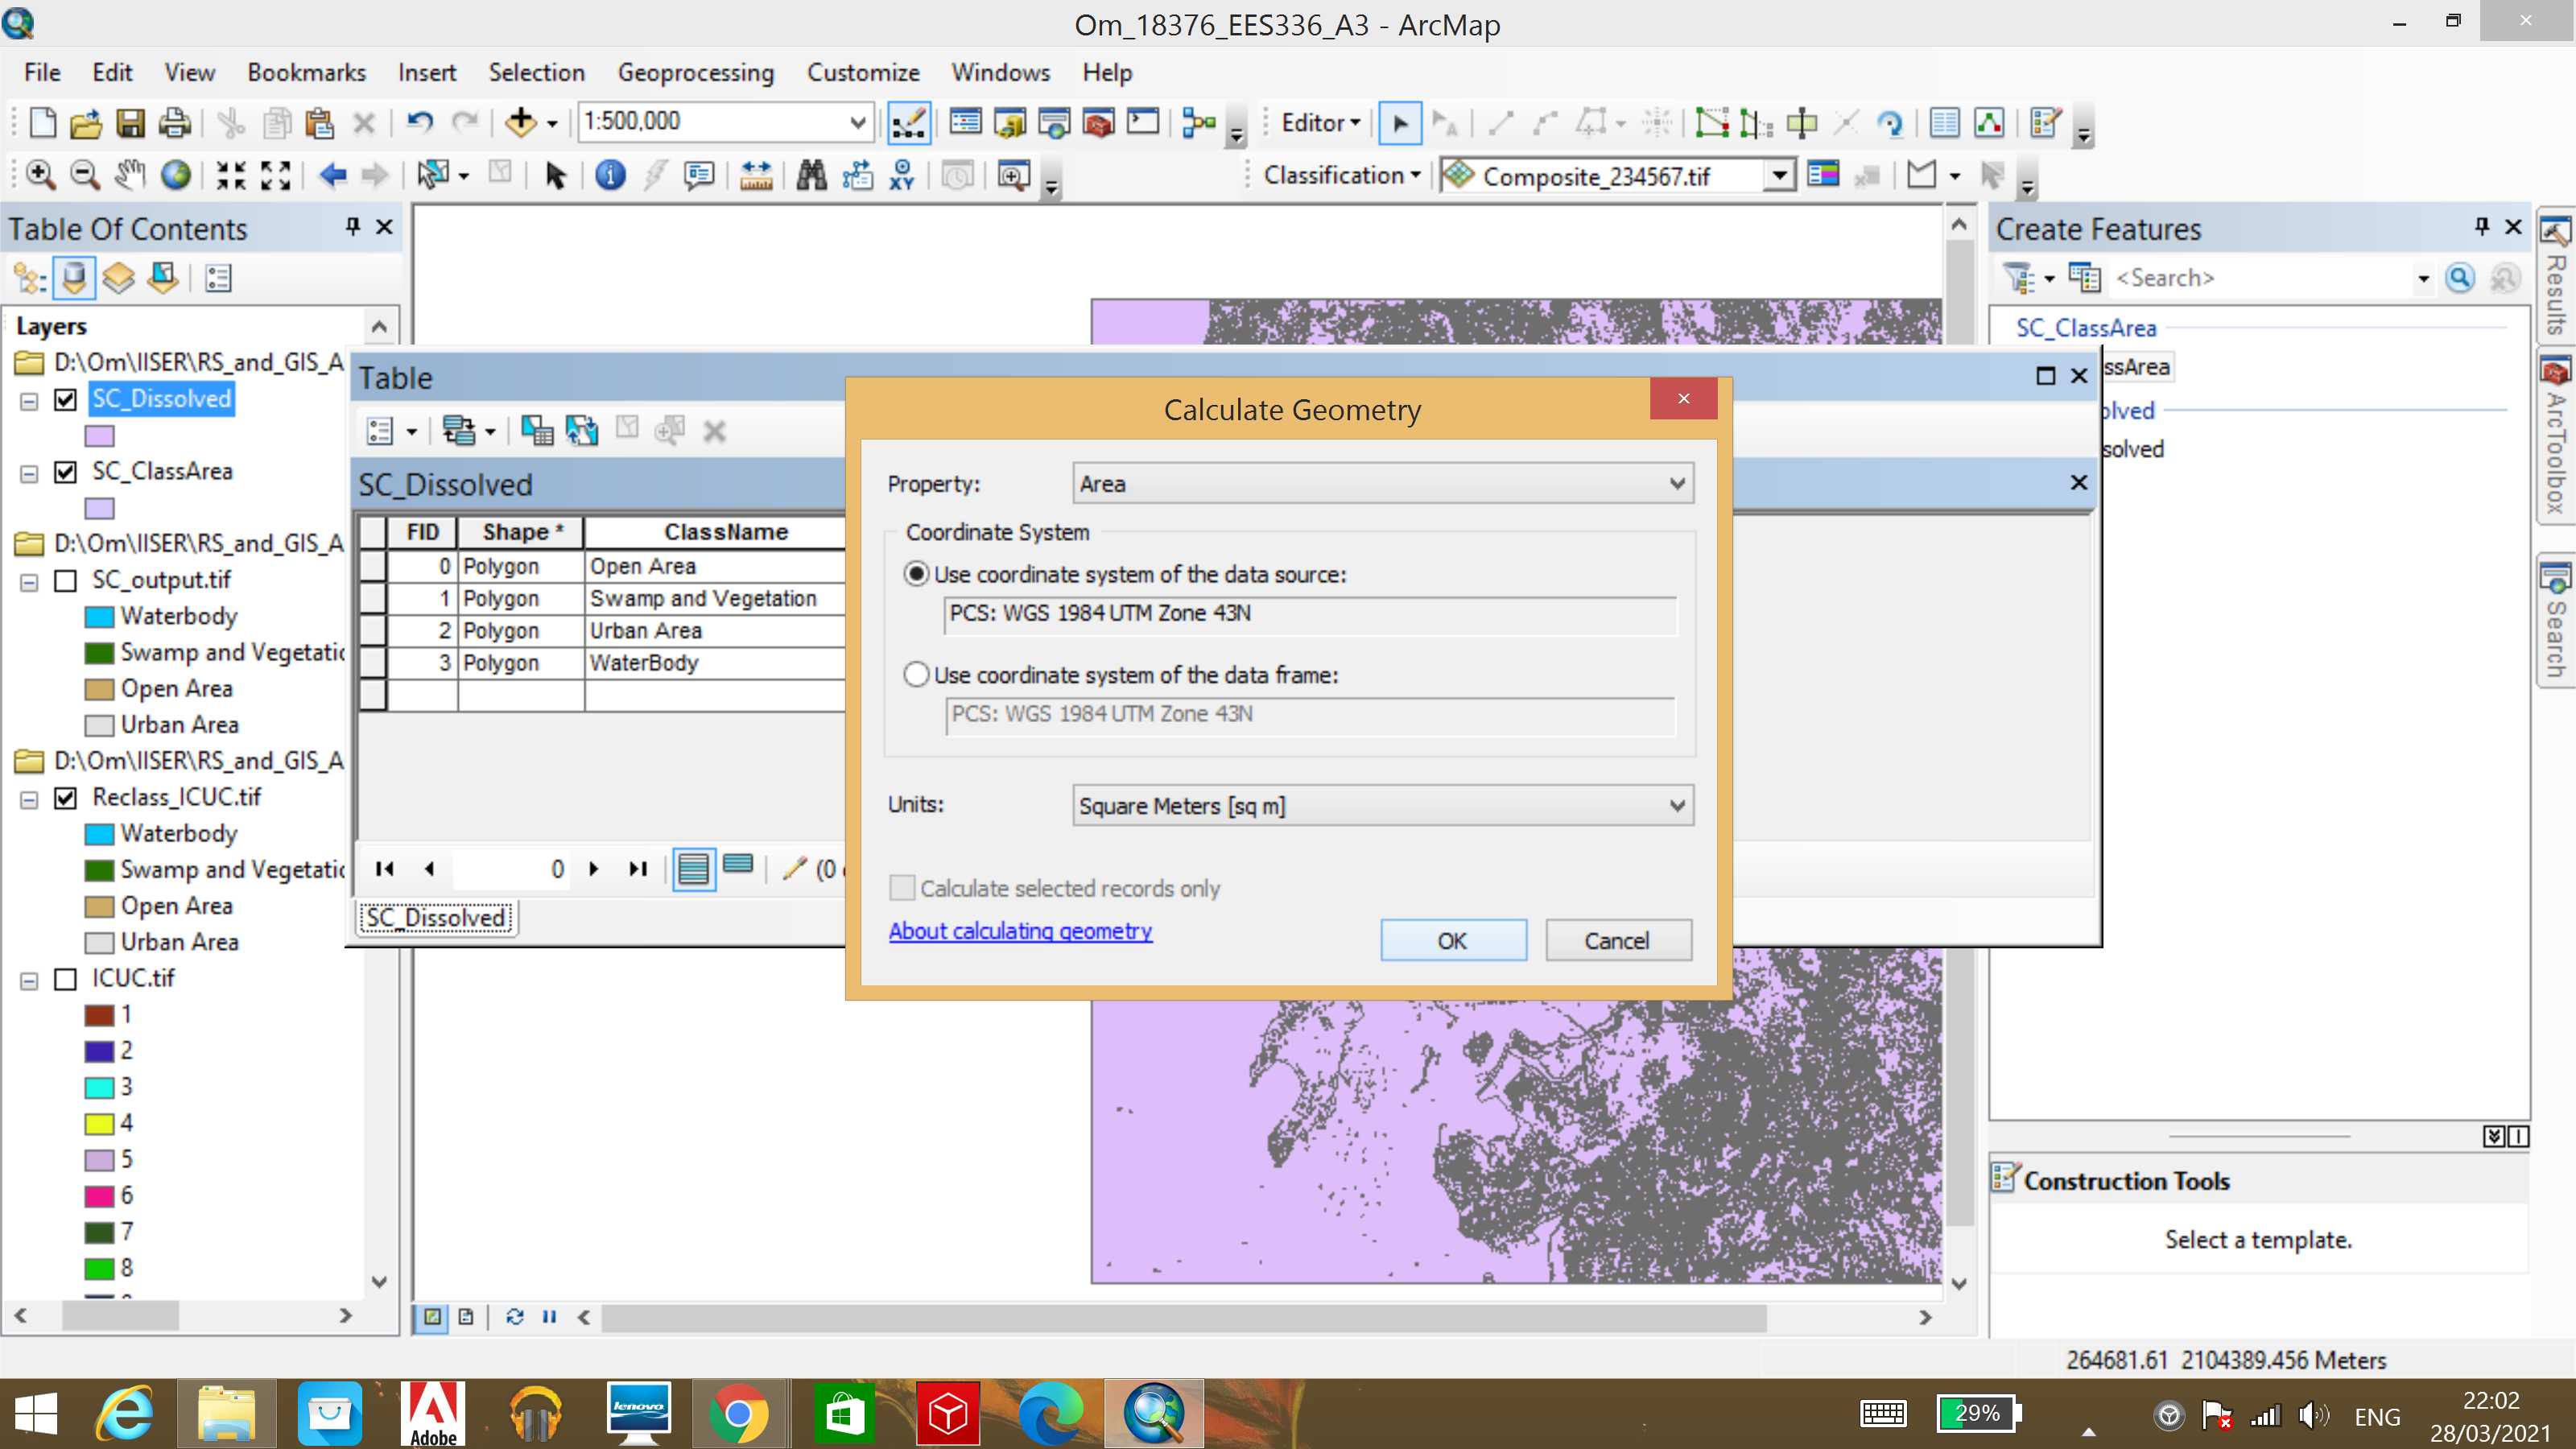 Om_18376_EES336_A3 - ArcMap
File Edit View Bookmarks Insert Selection Geoprocessing Customize Windows Help
1:500,000
Editor
Classification
Composite_234567.tif
Table Of Contents
Layers
D:\Om\IISER\RS_and_GIS_A
SC_Dissolved
SC_ClassArea
D:\Om\IISER\RS_and_GIS_A
SC_output.tif
Waterbody
Swamp and Vegetatic
Open Area
Urban Area
D:\Om\IISER\RS_and_GIS_A
Reclass_ICUC.tif
Waterbody
Swamp and Vegetatic
Open Area
Urban Area
ICUC.tif
1
2
3
4
5
6
7
8
Table
SC_Dissolved
FID Shape * ClassName
0 Polygon Open Area
1 Polygon Swamp and Vegetation
2 Polygon Urban Area
3 Polygon WaterBody
0
(0
SC_Dissolved
Calculate Geometry
Property: Area
Coordinate System
Use coordinate system of the data source:
PCS: WGS 1984 UTM Zone 43N
Use coordinate system of the data frame:
PCS: WGS 1984 UTM Zone 43N
Units: Square Meters [sq m]
Calculate selected records only
About calculating geometry
OK Cancel
Create Features
<Search>
SC_ClassArea
ssArea
olved
solved
Construction Tools
Select a template.
Results
ArcToolbox
Search
264681.61 2104389.456 Meters
Adobe
lenovo
29%
ENG
22:02
28/03/2021